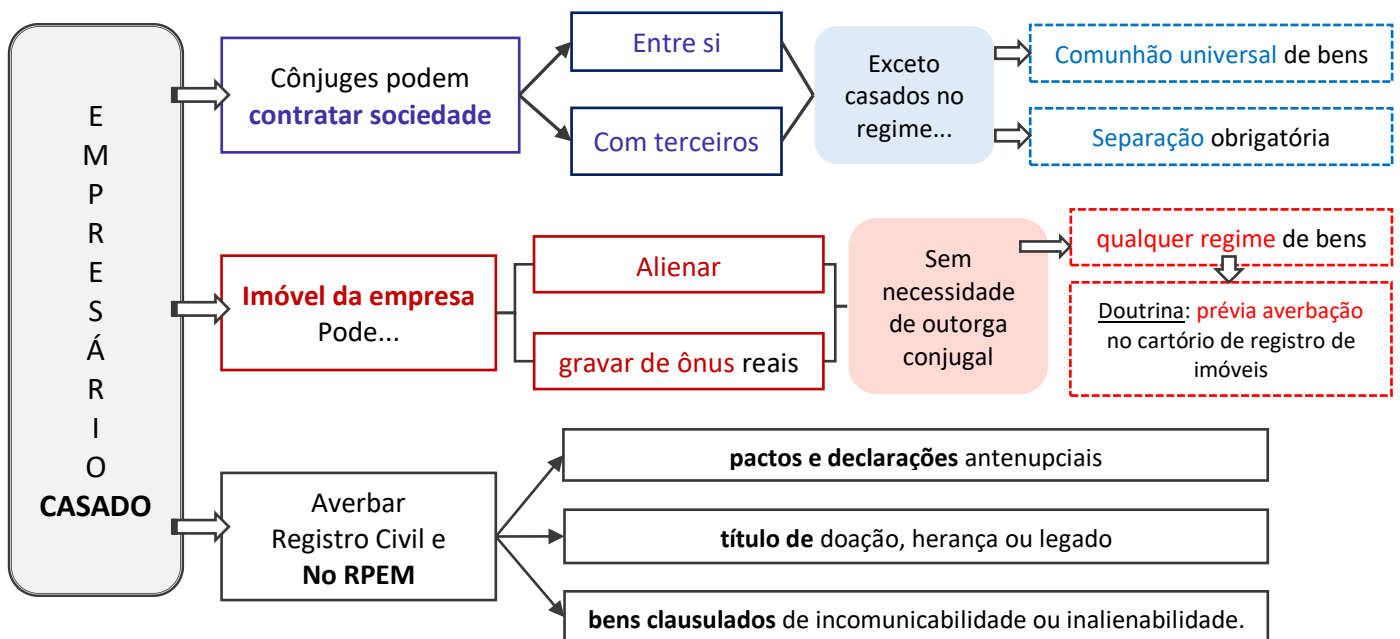 E
M
P
R
E
S
Á
R
I
O
CASADO
Cônjuges podem
contratar sociedade
Entre si
Com terceiros
Exceto
casados no
regime...
Comunhão universal de bens
Separação obrigatória
Imóvel da empresa
Pode...
Alienar
gravar de ônus reais
Sem
necessidade
de outorga
conjugal
qualquer regime de bens
Doutrina: prévia averbação
no cartório de registro de
imóveis
Averbar
Registro Civil e
No RPEM
pactos e declarações antenupciais
título de doação, herança ou legado
bens clausulados de incomunicabilidade ou inalienabilidade.